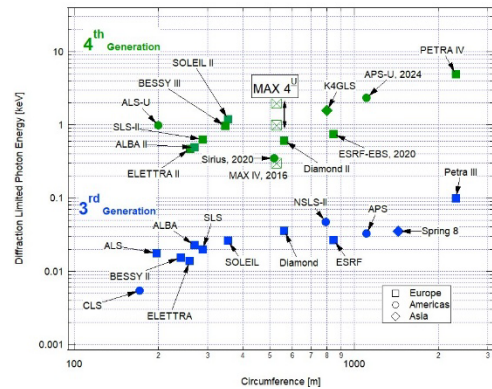 4th
Generation
PETRA IV
SOLEIL II
BESSY III
ALS-U
SLS-II
ALBA II
ELETTRA II
MAX 4U
K4GLS
APS-U, 2024
Sirius, 2020
MAX IV, 2016
Diamond II
ESRF-EBS, 2020
3rd
Generation
Petra III
NSLS-II
APS
SLS
ALBA
ALS
BESSY II
CLS
ELETTRA
SOLEIL
Diamond
ESRF
Spring 8
Europe
Americas
Asia
Diffraction Limited Photon Energy [keV]
10
1
0.1
0.01
0.001
100
2
3
4
5
6
7
8
9
1000
2
Circumference [m]